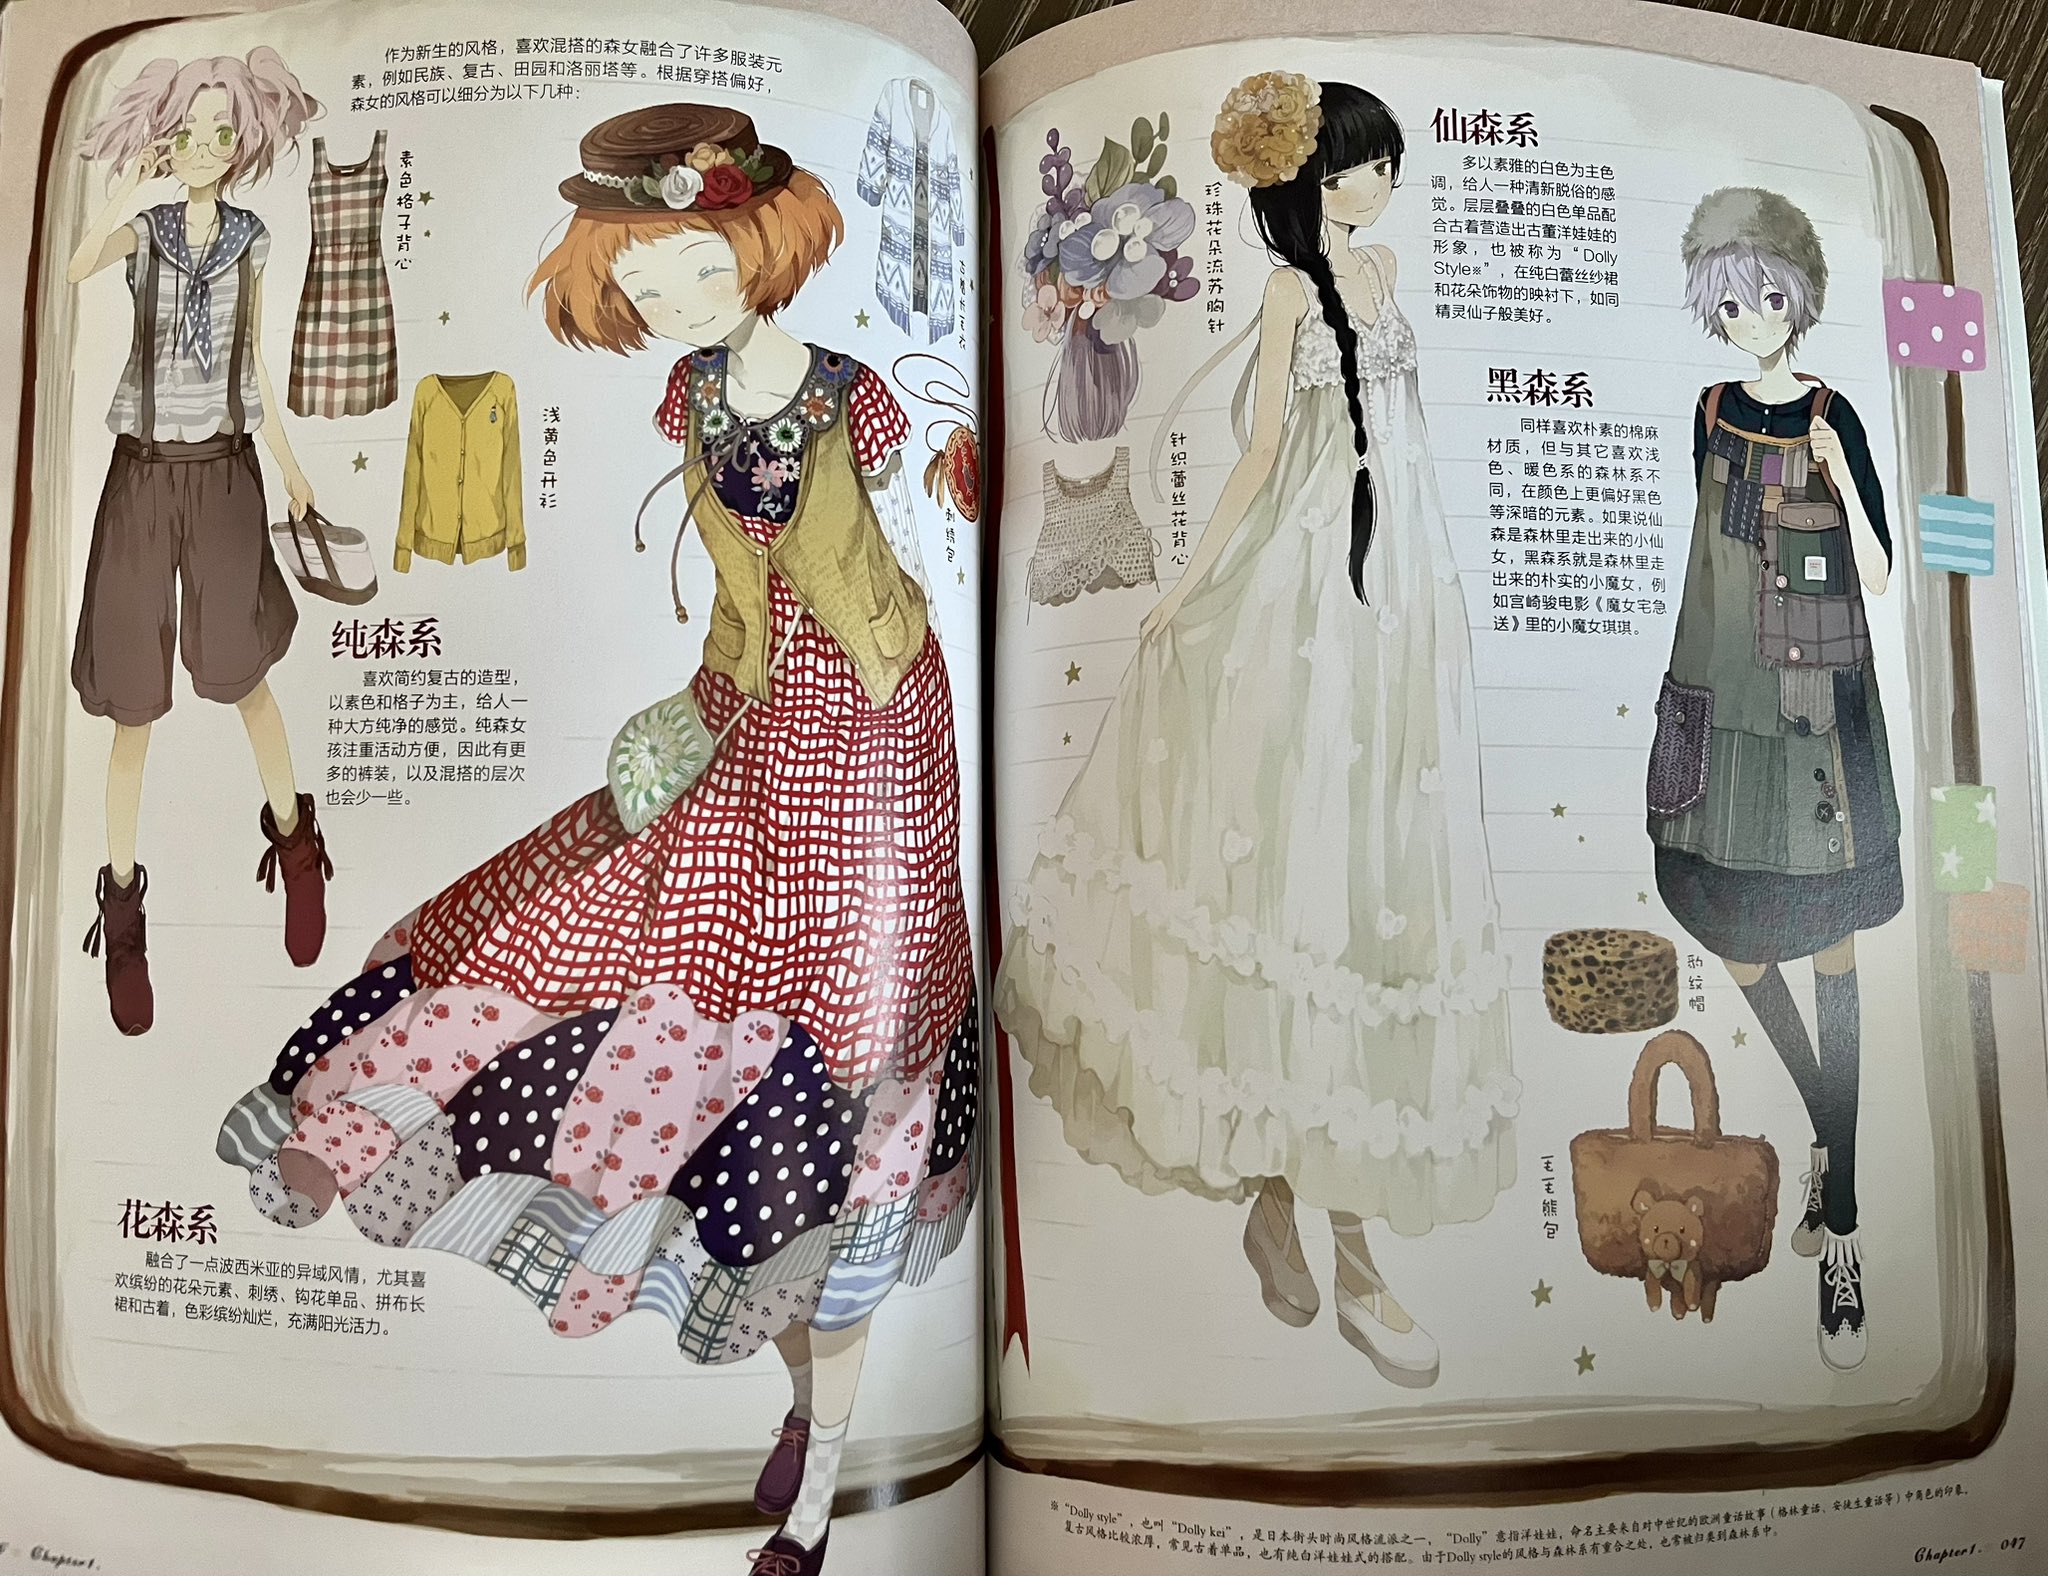 作为新生的风格，喜欢混搭的森女融合了许多服装元
素，例如民族、复古、田园和洛丽塔等。根据穿搭偏好，
森女的风格可以细分为以下几种：
素色格子背心
浅黄色开衫
刺绣包
纯森系
喜欢简约复古的造型，
以素色和格子为主，给人一
种大方纯净的感觉。纯森女
孩注重活动方便，因此有更
多的裤装，以及混搭的层次
也会少一些。
花森系
融合了一点波西米亚的异域风情，尤其喜
欢缤纷的花朵元素、刺绣、钩花单品、拼布长
裙和古着，色彩缤纷灿烂，充满阳光活力。
Chapter1.
珍珠花朵流苏胸针
针织蕾丝花背心
仙森系
多以素雅的白色为主色
调，给人一种清新脱俗的感
觉。层层叠叠的白色单品配
合古着营造出古董洋娃娃的
形象，也被称为“Dolly
Style※”，在纯白蕾丝纱裙
和花朵饰物的映衬下，如同
精灵仙子般美好。
黑森系
同样喜欢朴素的棉麻
材质，但与其它喜欢浅
色、暖色系的森林系不
同，在颜色上更偏好黑色
等深暗的元素。如果说仙
森是森林里走出来的小仙
女，黑森系就是森林里走
出来的朴实的小魔女，例
如宫崎骏电影《魔女宅急
送》里的小魔女琪琪。
豹纹帽
毛毛熊包
※“Dolly style”，也叫“Dolly kei”，是日本街头时尚风格流派之一，“Dolly”意指洋娃娃，命名主要来自对中世纪的欧洲童话故事（格林童话、安徒生童话等）中角色的印象。
复古风格比较浓厚，常见古着单品，也有纯白洋娃娃式的搭配。由于Dolly style的风格与森林系有重合之处，也常被归类到森林系中。
Chapter1. 047